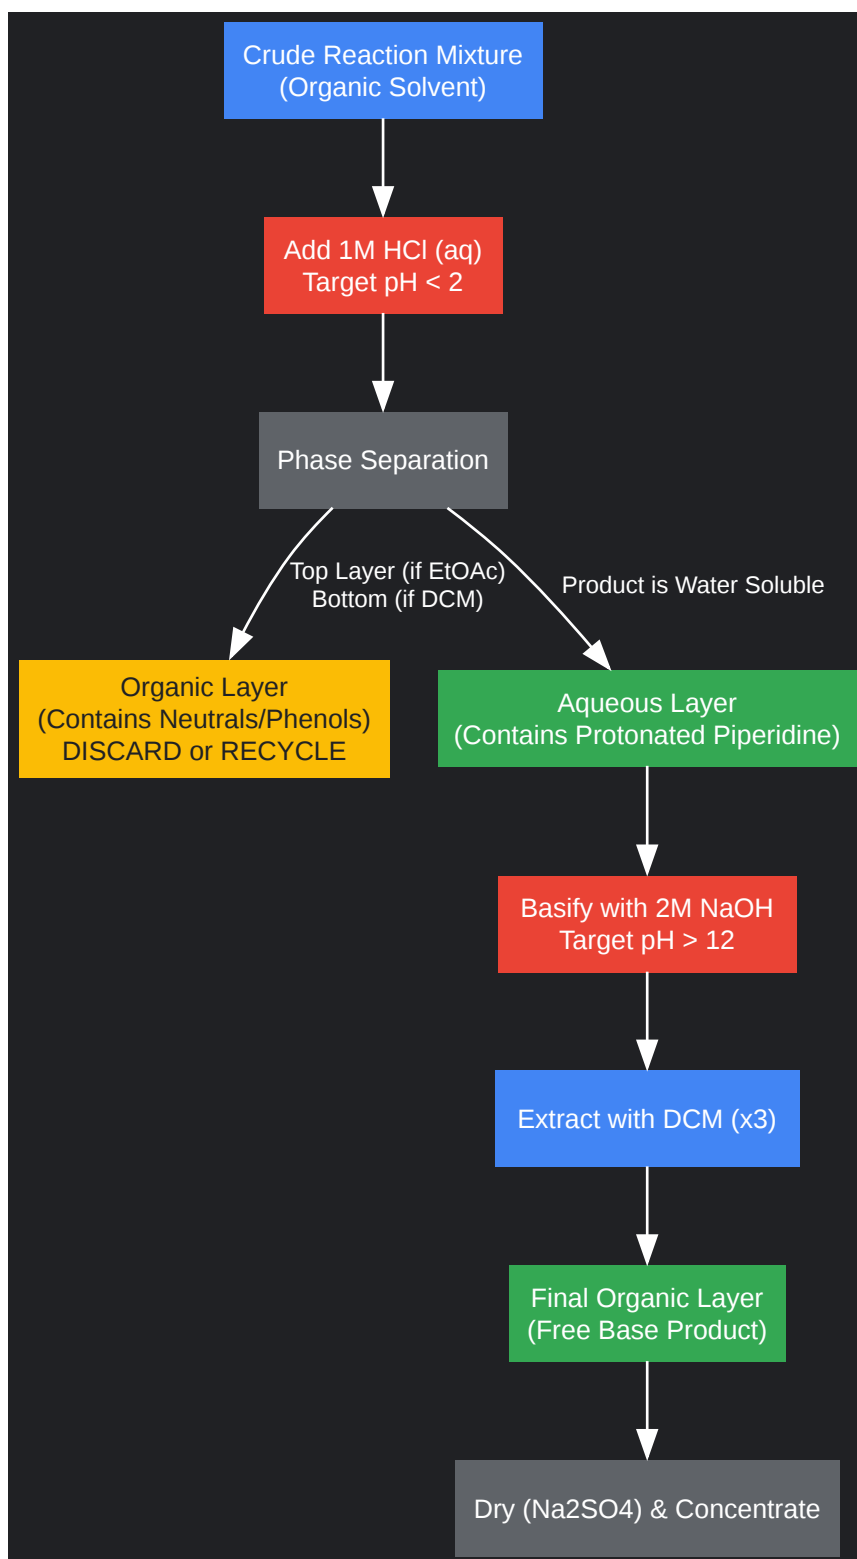 Crude Reaction Mixture
(Organic Solvent)
Add 1M HCl (aq)
Target pH < 2
Phase Separation
Top Layer (if EtOAc)
Bottom (if DCM)
Product is Water Soluble
Organic Layer
(Contains Neutrals/Phenols)
DISCARD or RECYCLE
Aqueous Layer
(Contains Protonated Piperidine)
Basify with 2M NaOH
Target pH > 12
Extract with DCM (x3)
Final Organic Layer
(Free Base Product)
Dry (Na2SO4) & Concentrate